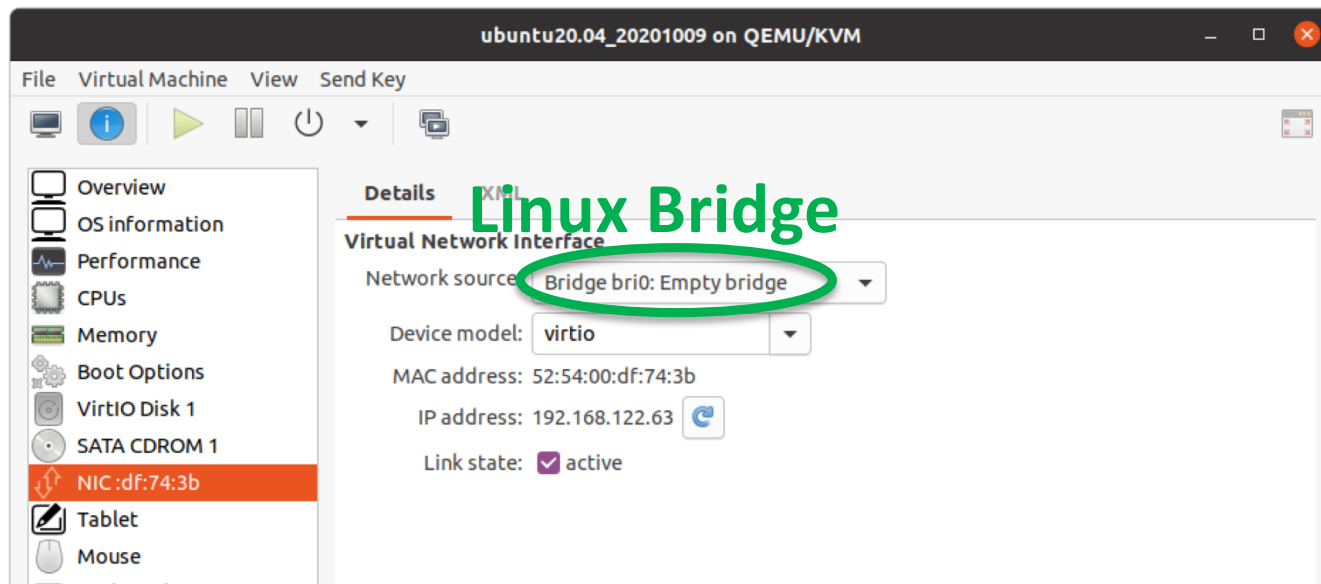 ubuntu20.04_20201009 on QEMU/KVM
File Virtual Machine View Send Key
Overview
OS information
Performance
CPUs
Memory
Boot Options
VirtIO Disk 1
SATA CDROM 1
NIC :df:74:3b
Tablet
Mouse
Details XML
Linux Bridge
Virtual Network Interface
Network source: Bridge bri0: Empty bridge
Device model: virtio
MAC address: 52:54:00:df:74:3b
IP address: 192.168.122.63
Link state: active